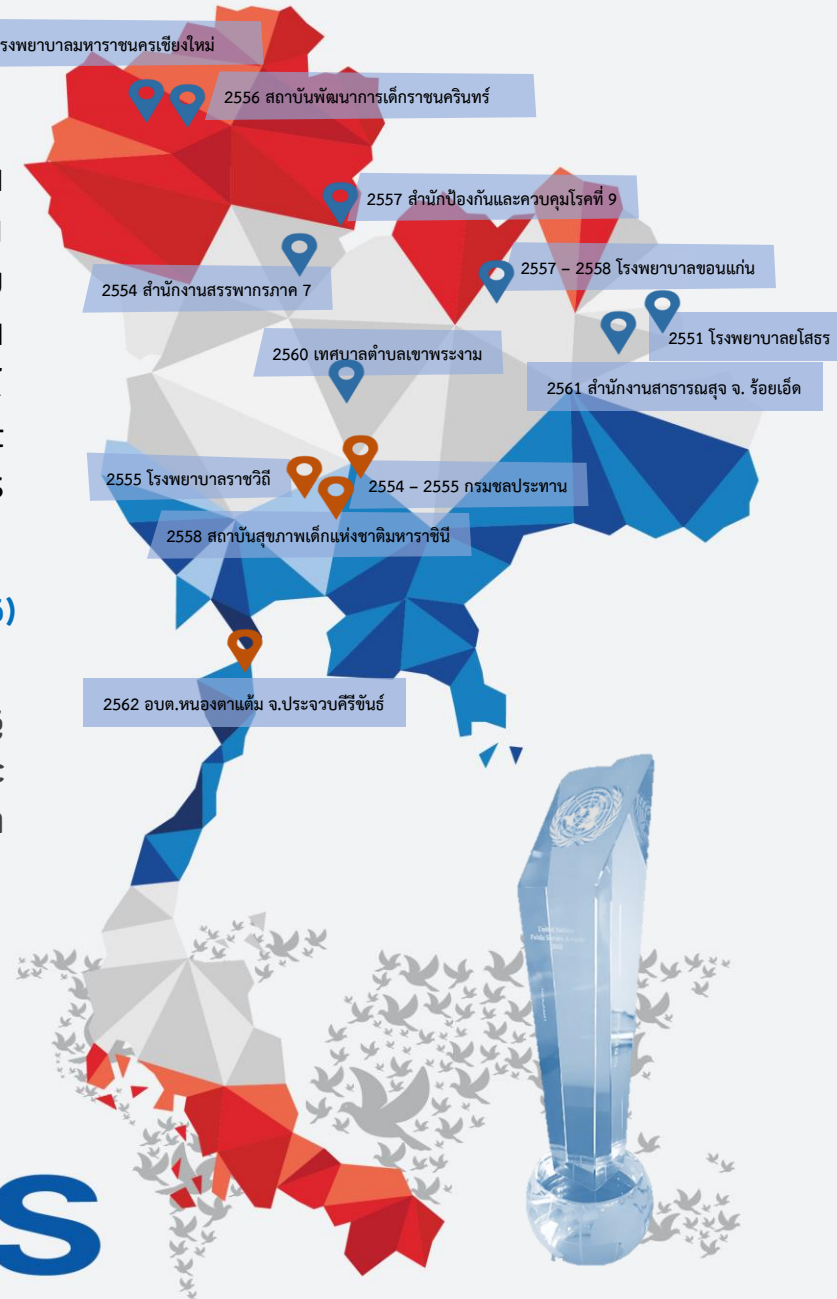 รงพยาบาลมหาราชนครเชียงใหม่
2556 สถาบันพัฒนาการเด็กราชนครินทร์
2557 สำนักป้องกันและควบคุมโรคที่ 9
2557 – 2558 โรงพยาบาลขอนแก่น
2554 สำนักงานสรรพากรภาค 7
2551 โรงพยาบาลยโสธร
2560 เทศบาลตำบลเขาพระงาม
2561 สำนักงานสาธารณสุจ จ. ร้อยเอ็ด
2555 โรงพยาบาลราชวิถี
2554 – 2555 กรมชลประทาน
2558 สถาบันสุขภาพเด็กแห่งชาติมหาราชินี
2562 อบต.หนองตาแต้ม จ.ประจวบคีรีขันธ์
United Nations
Public Service Awards
S